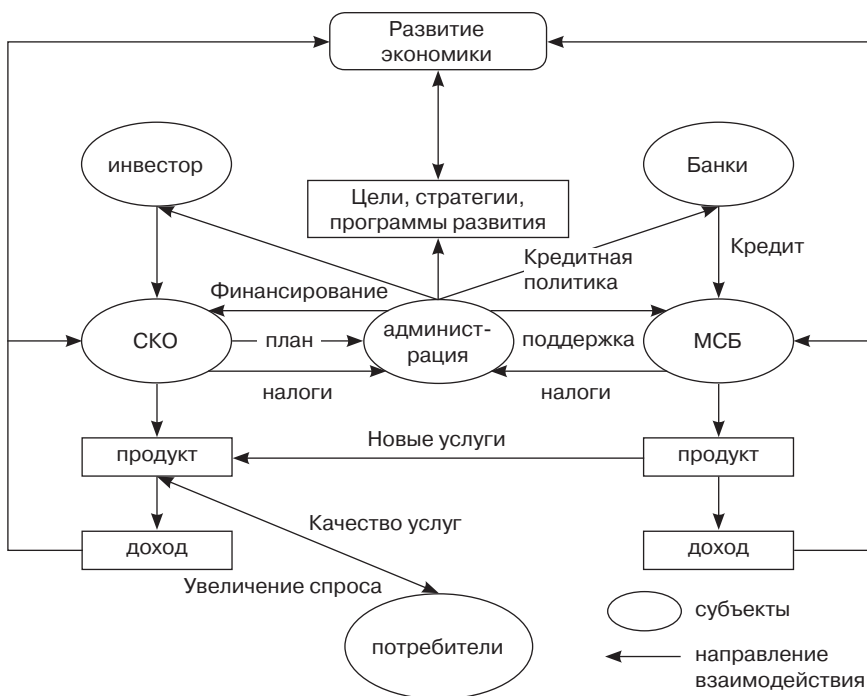 Развитие
экономики
инвестор
Банки
Цели, стратегии,
программы развития
Кредит
Кредитная
политика
Финансирование
СКО
план
админист-
рация
поддержка
МСБ
налоги
налоги
продукт
Новые услуги
продукт
Качество услуг
доход
доход
Увеличение спроса
потребители
субъекты
направление
взаимодействия